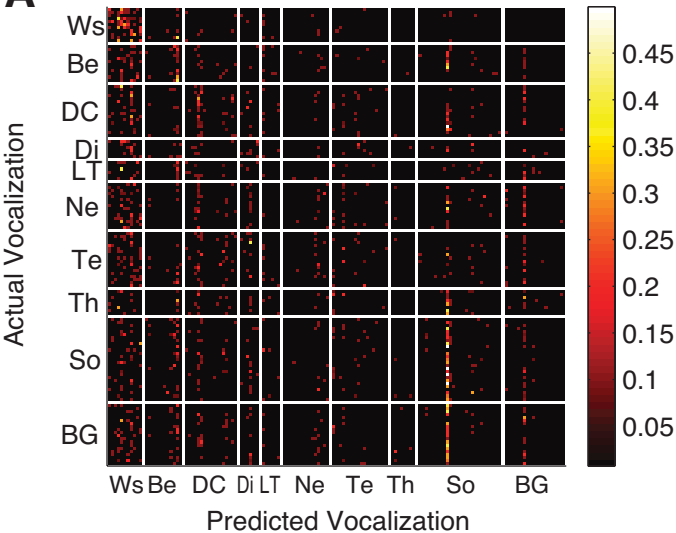 A
Ws
Be
DC
Di
LT
Ne
Te
Th
So
BG
Actual Vocalization
Ws Be DC Di LT Ne Te Th So BG
Predicted Vocalization
0.45
0.4
0.35
0.3
0.25
0.2
0.15
0.1
0.05